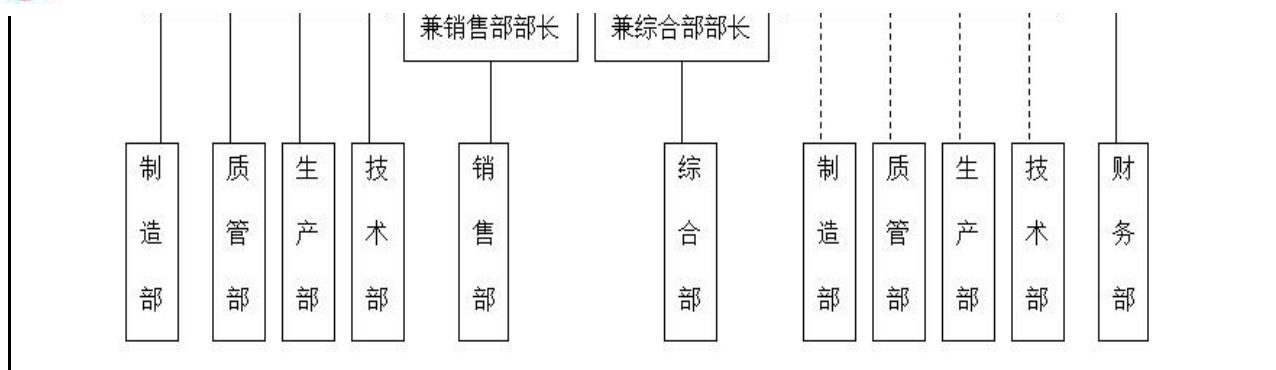 兼销售部部长
兼综合部部长
制造部
质管部
生产部
技术部
销售部
综合部
制造部
质管部
生产部
技术部
财务部